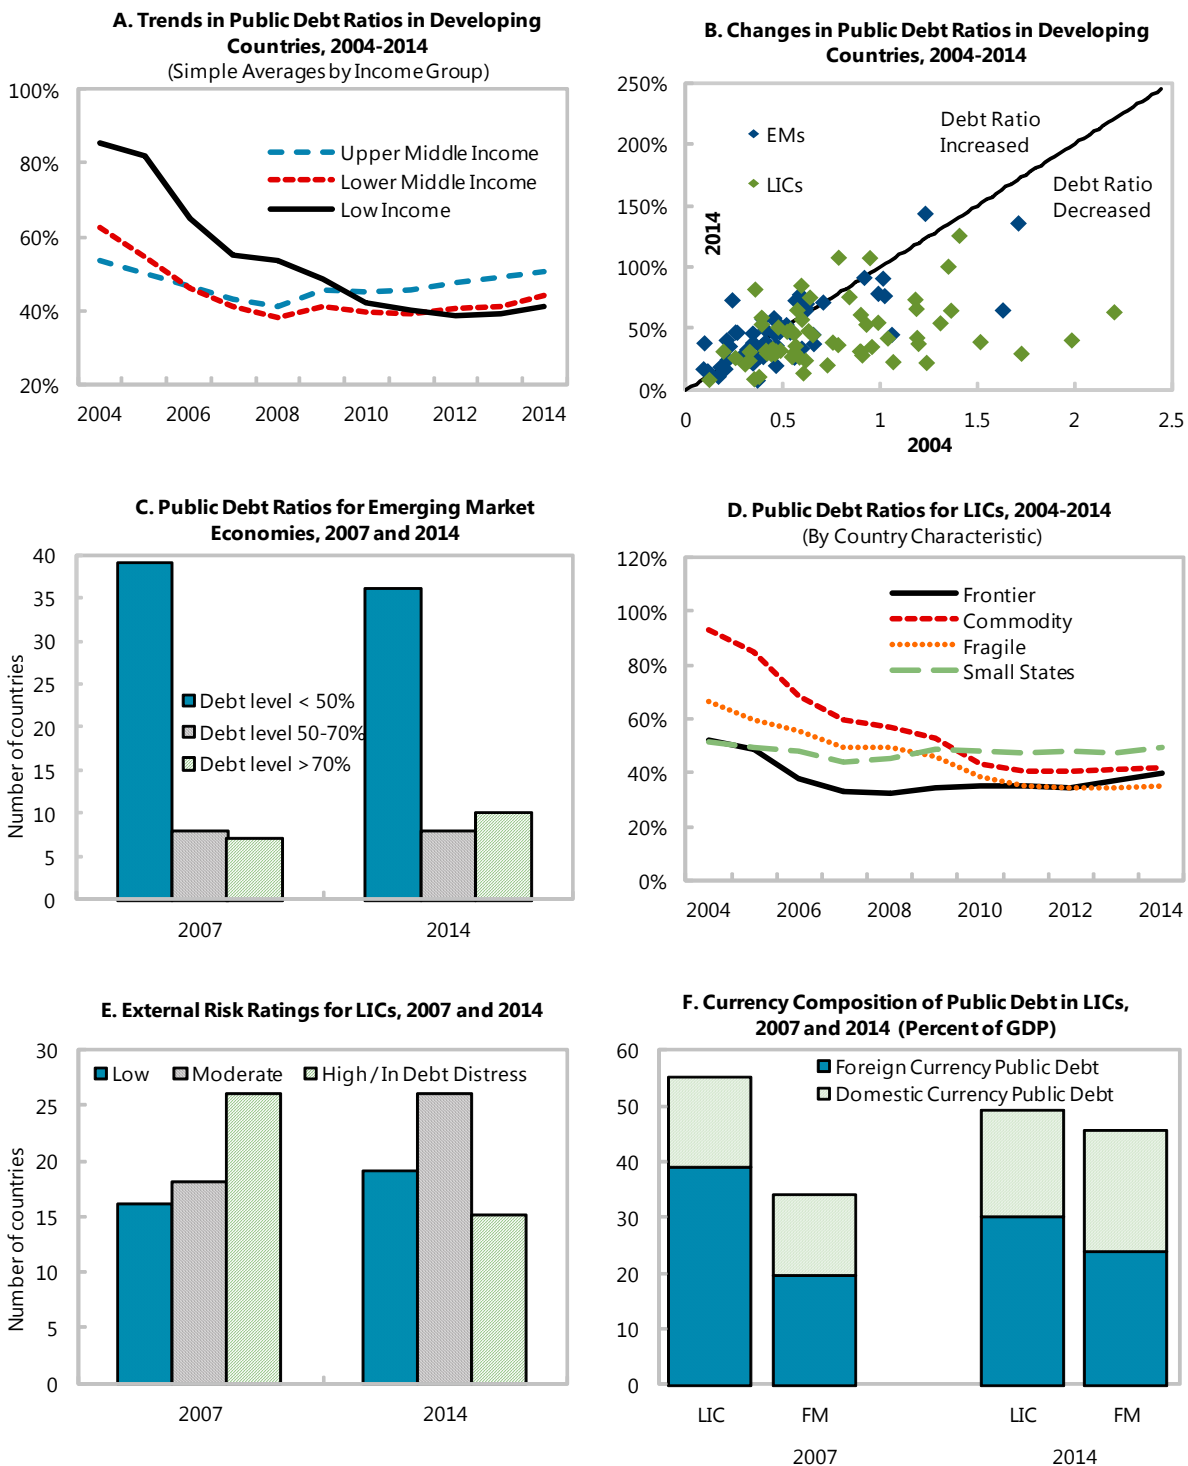 A. Trends in Public Debt Ratios in Developing
Countries, 2004-2014
(Simple Averages by Income Group)
100%
80%
60%
40%
20%
Upper Middle Income
Lower Middle Income
Low Income
2004 2006 2008 2010 2012 2014
B. Changes in Public Debt Ratios in Developing
Countries, 2004-2014
250%
200%
150%
100%
50%
0%
2014
EMs
LICs
Debt Ratio
Increased
Debt Ratio
Decreased
0 0.5 1 1.5 2 2.5
2004
C. Public Debt Ratios for Emerging Market
Economies, 2007 and 2014
Number of countries
40
35
30
25
20
15
10
5
0
Debt level < 50%
Debt level 50-70%
Debt level >70%
2007 2014
D. Public Debt Ratios for LICs, 2004-2014
(By Country Characteristic)
120%
100%
80%
60%
40%
20%
0%
Frontier
Commodity
Fragile
Small States
2004 2006 2008 2010 2012 2014
E. External Risk Ratings for LICs, 2007 and 2014
Number of countries
30
25
20
15
10
5
0
Low Moderate High / In Debt Distress
2007 2014
F. Currency Composition of Public Debt in LICs,
2007 and 2014 (Percent of GDP)
60
50
40
30
20
10
0
Foreign Currency Public Debt
Domestic Currency Public Debt
LIC FM LIC FM
2007 2014